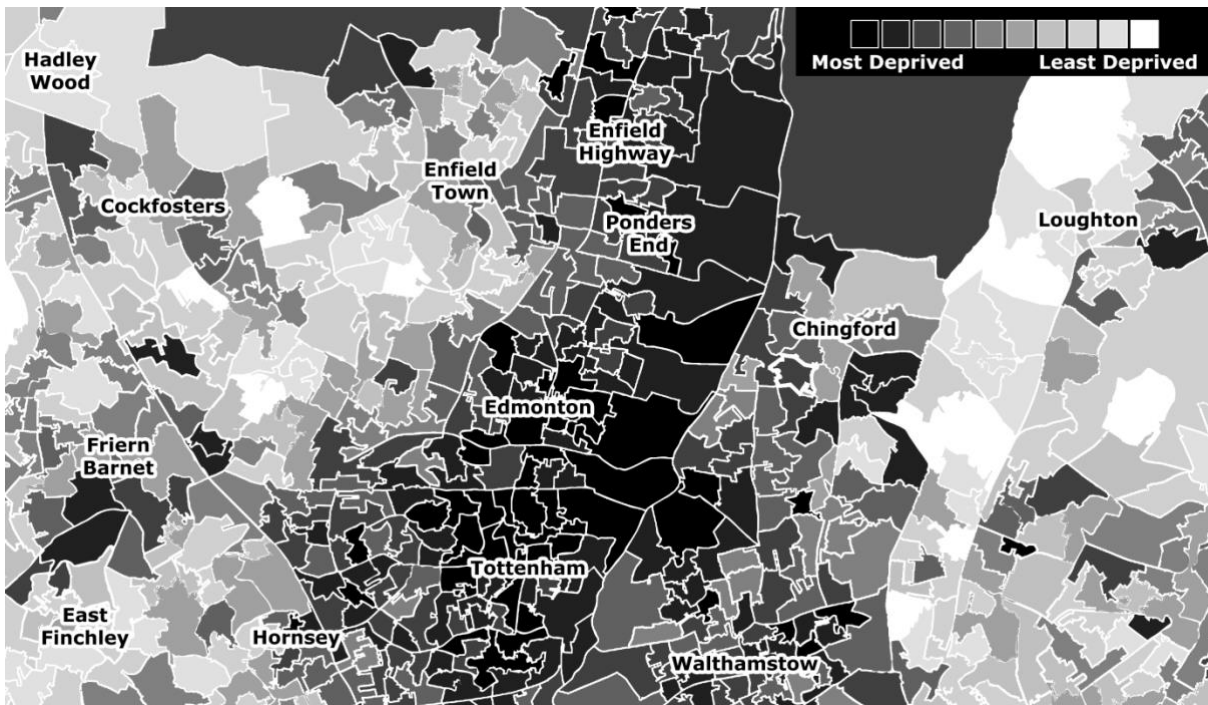 Most Deprived Least Deprived
Hadley
Wood
Enfield
Highway
Enfield
Town
Cockfosters
Ponders
End
Loughton
Chingford
Edmonton
Friern
Barnet
Tottenham
East
Finchley
Hornsey
Walthamstow